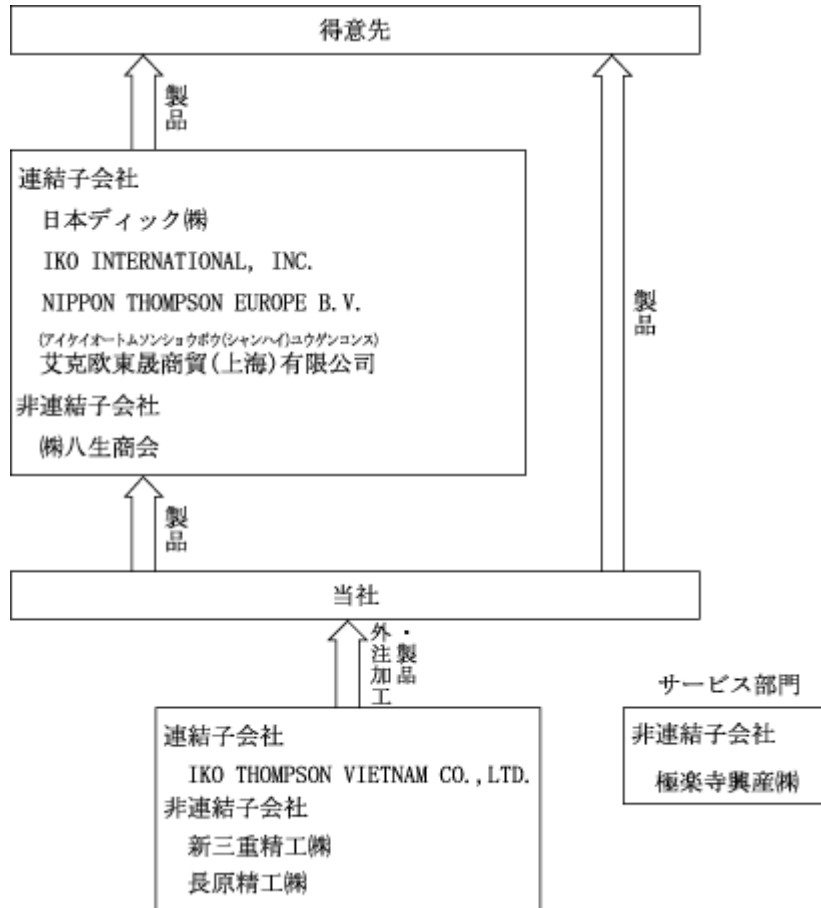 得意先
製品
製品
連結子会社
日本ディック㈱
IKO INTERNATIONAL, INC.
NIPPON THOMPSON EUROPE B.V.
(アイケイオートムソンショウボウ(シャンハイ)ユウゲンコンス)
艾克欧東晟商貿(上海)有限公司
非連結子会社
㈱八生商会
製品
当社
外注加工・製品
連結子会社
IKO THOMPSON VIETNAM CO.,LTD.
非連結子会社
新三重精工㈱
長原精工㈱
サービス部門
非連結子会社
極楽寺興産㈱